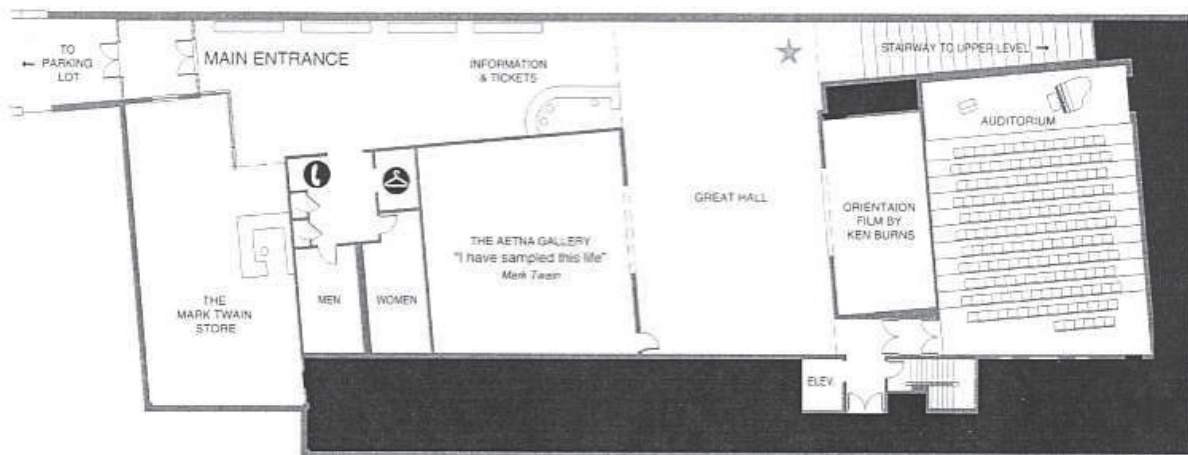 TO
← PARKING
LOT
MAIN ENTRANCE
INFORMATION
& TICKETS
STAIRWAY TO UPPER LEVEL →
AUDITORIUM
GREAT HALL
ORIENTAION
FILM BY
KEN BURNS
THE AETNA GALLERY
"I have sampled this life"
Mark Twain
THE
MARK TWAIN
STORE
MEN
WOMEN
ELEV.